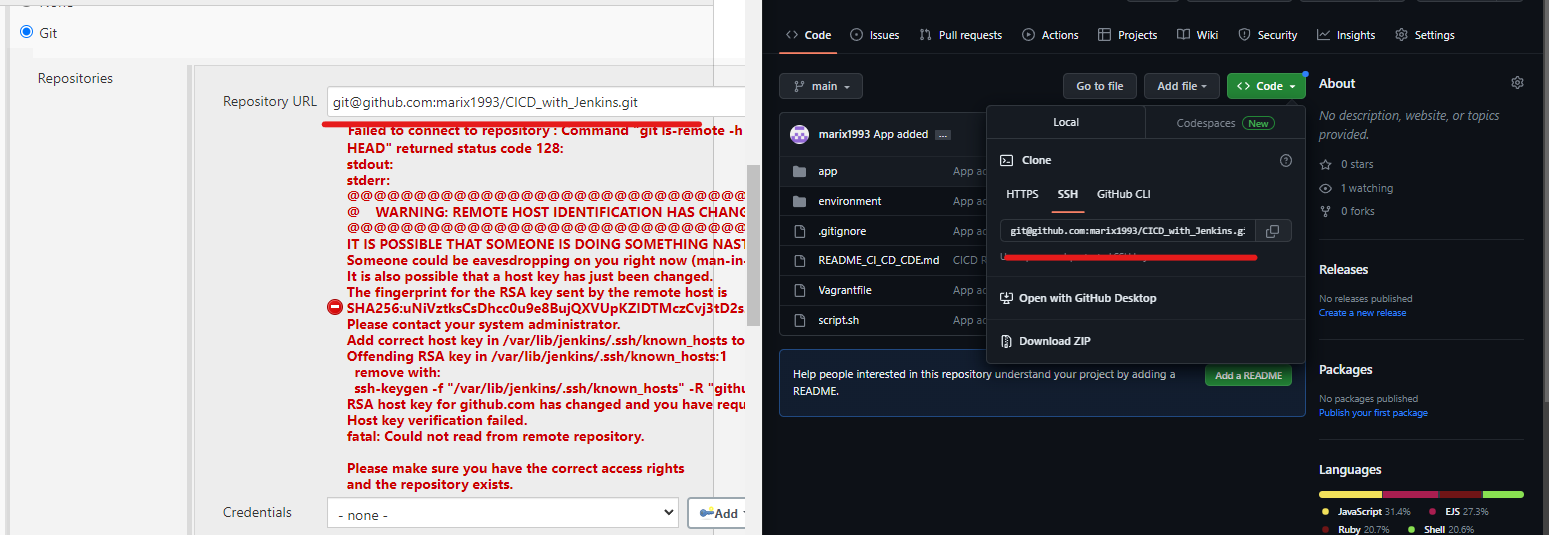 None
Git
Repositories
Repository URL
git@github.com:marix1993/CICD_with_Jenkins.git
Failed to connect to repository : Command "git ls-remote -h
HEAD" returned status code 128:
stdout:
stderr:
@@@@@@@@@@@@@@@@@@@@@@@@@@@@@@
@ WARNING: REMOTE HOST IDENTIFICATION HAS CHANG
@@@@@@@@@@@@@@@@@@@@@@@@@@@@@@
IT IS POSSIBLE THAT SOMEONE IS DOING SOMETHING NAST
Someone could be eavesdropping on you right now (man-in-
It is also possible that a host key has just been changed.
The fingerprint for the RSA key sent by the remote host is
SHA256:uNiVztksCsDhcc0u9e8BujQXVUpKZIDTMczCvj3tD2s
Please contact your system administrator.
Add correct host key in /var/lib/jenkins/.ssh/known_hosts to
Offending RSA key in /var/lib/jenkins/.ssh/known_hosts:1
remove with:
ssh-keygen -f "/var/lib/jenkins/.ssh/known_hosts" -R "githu
RSA host key for github.com has changed and you have requ
Host key verification failed.
fatal: Could not read from remote repository.
Please make sure you have the correct access rights
and the repository exists.
Credentials
- none -
Add
Code
Issues
Pull requests
Actions
Projects
Wiki
Security
Insights
Settings
main
Go to file
Add file
Code
marix1993 App added ...
app
App ad
environment
App ad
.gitignore
App ad
README_CI_CD_CDE.md
CICD R
Vagrantfile
App ad
script.sh
App ad
Local
Codespaces New
Clone
HTTPS
SSH
GitHub CLI
git@github.com:marix1993/CICD_with_Jenkins.gi
Open with GitHub Desktop
Download ZIP
Help people interested in this repository understand your project by adding a
README.
Add a README
About
No description, website, or topics
provided.
0 stars
1 watching
0 forks
Releases
No releases published
Create a new release
Packages
No packages published
Publish your first package
Languages
JavaScript 31.4%
EJS 27.3%
Ruby 20.7%
Shell 20.6%